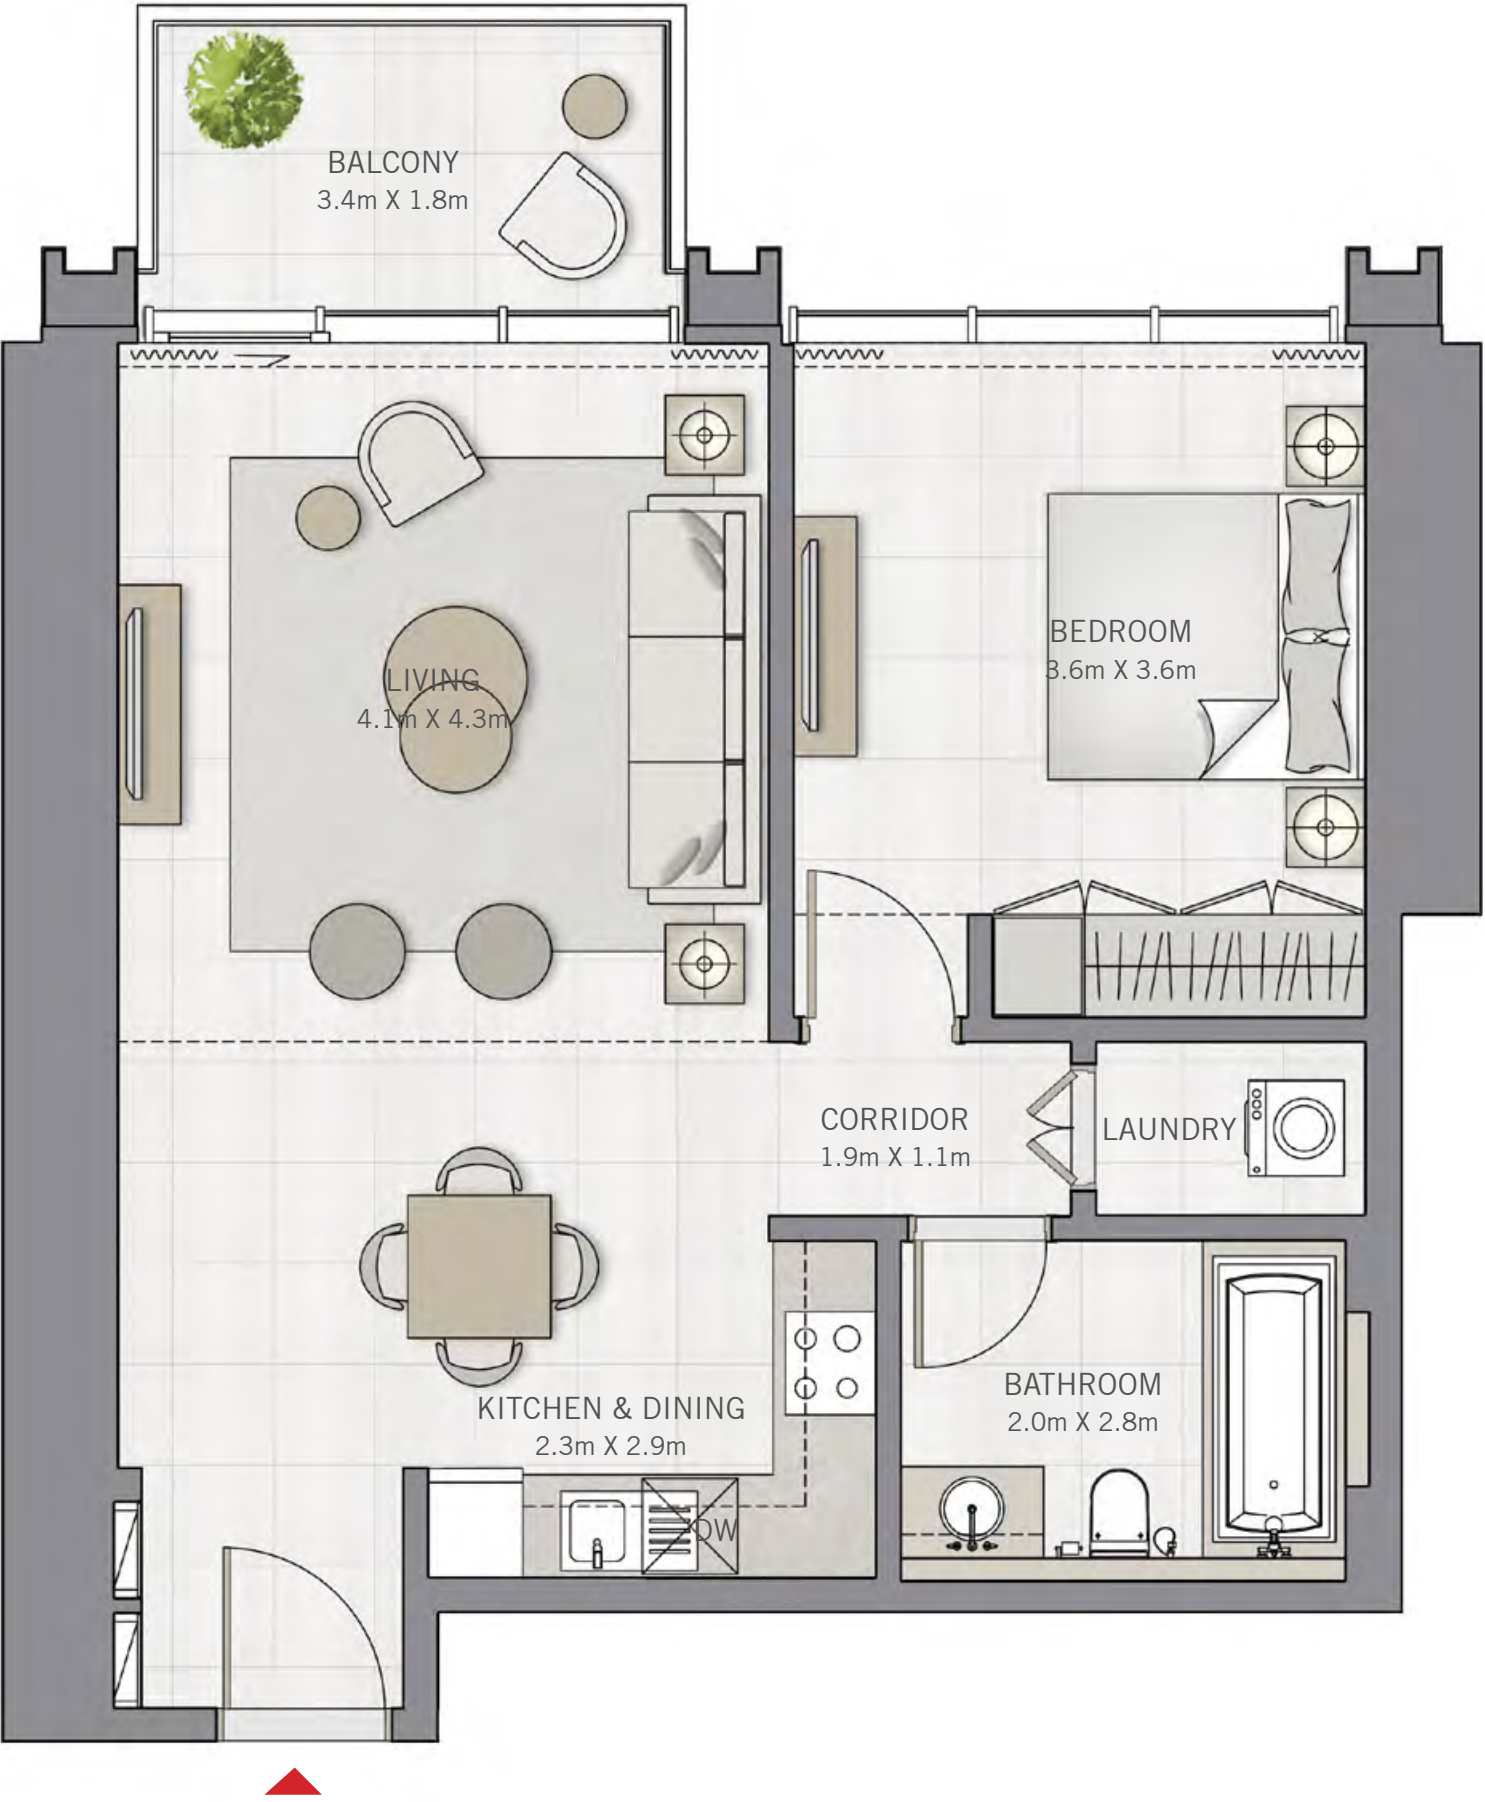 BALCONY
3.4m X 1.8m
BEDROOM
3.6m X 3.6m
LIVING
4.1m X 4.3m
CORRIDOR
1.9m X 1.1m
LAUNDRY
BATHROOM
2.0m X 2.8m
KITCHEN & DINING
2.3m X 2.9m
DW